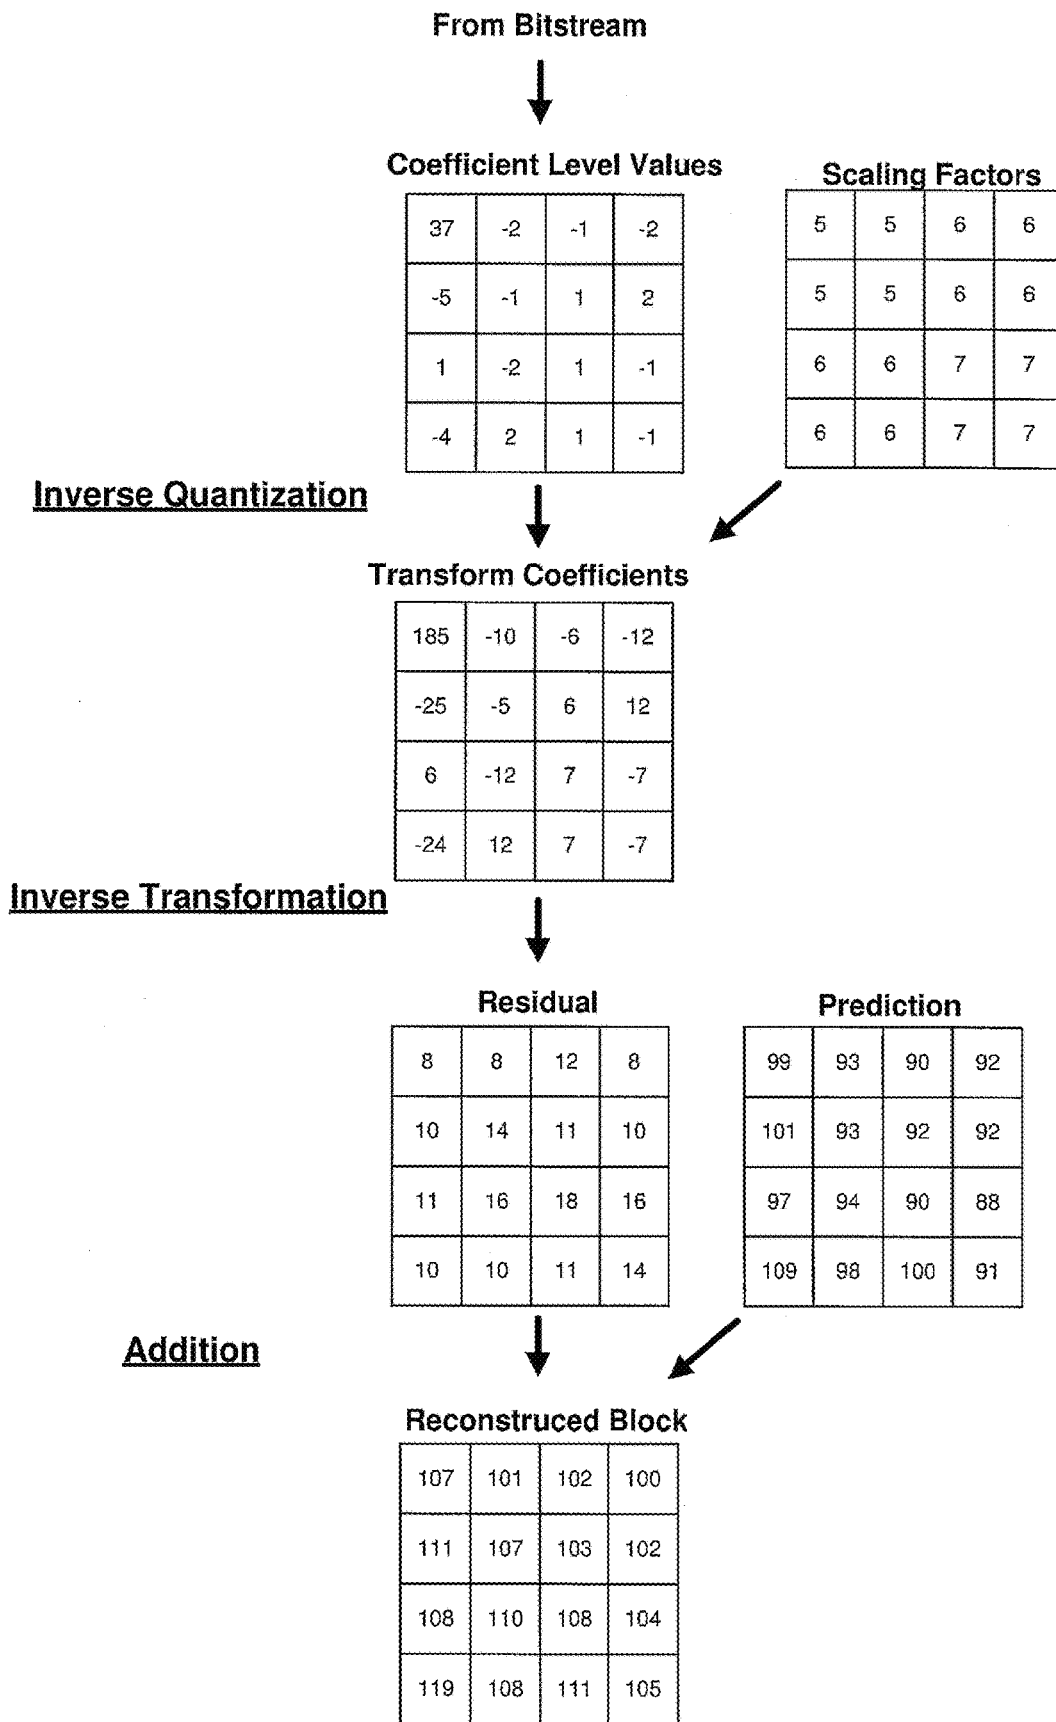 From Bitstream
Coefficient Level Values
37 -2 -1 -2
-5 -1 1 2
1 -2 1 -1
-4 2 1 -1
Scaling Factors
5 5 6 6
5 5 6 6
6 6 7 7
6 6 7 7
Inverse Quantization
Transform Coefficients
185 -10 -6 -12
-25 -5 6 12
6 -12 7 -7
-24 12 7 -7
Inverse Transformation
Residual
8 8 12 8
10 14 11 10
11 16 18 16
10 10 11 14
Prediction
99 93 90 92
101 93 92 92
97 94 90 88
109 98 100 91
Addition
Reconstruced Block
107 101 102 100
111 107 103 102
108 110 108 104
119 108 111 105